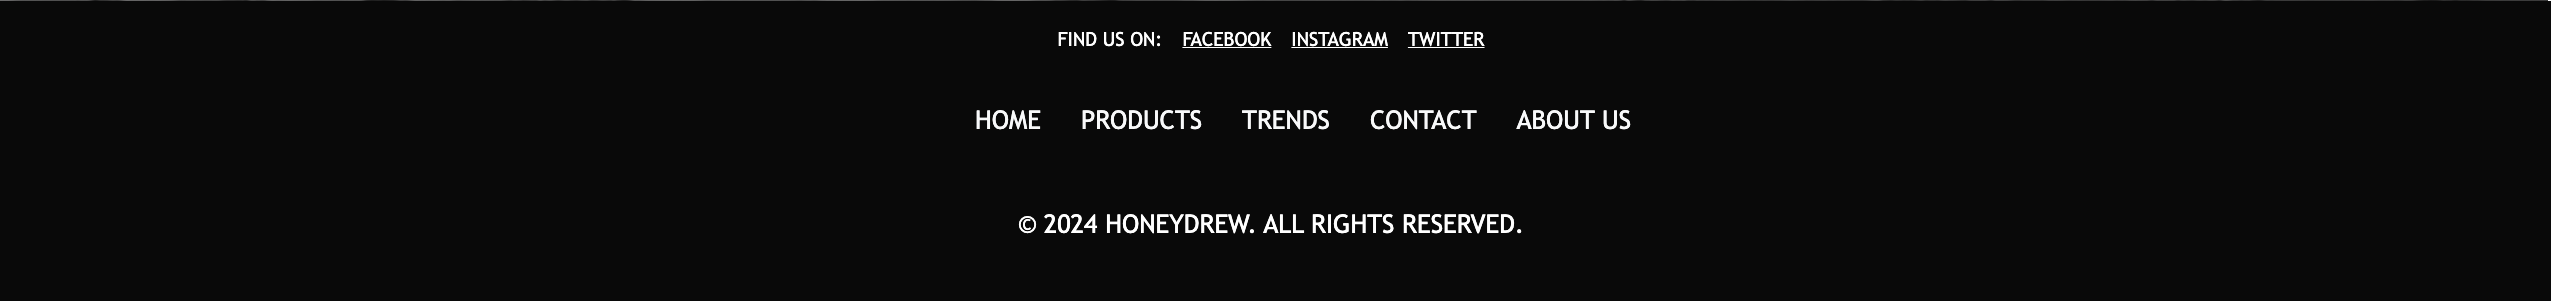 FIND US ON: FACEBOOK INSTAGRAM TWITTER
HOME PRODUCTS TRENDS CONTACT ABOUT US
© 2024 HONEYDREW. ALL RIGHTS RESERVED.